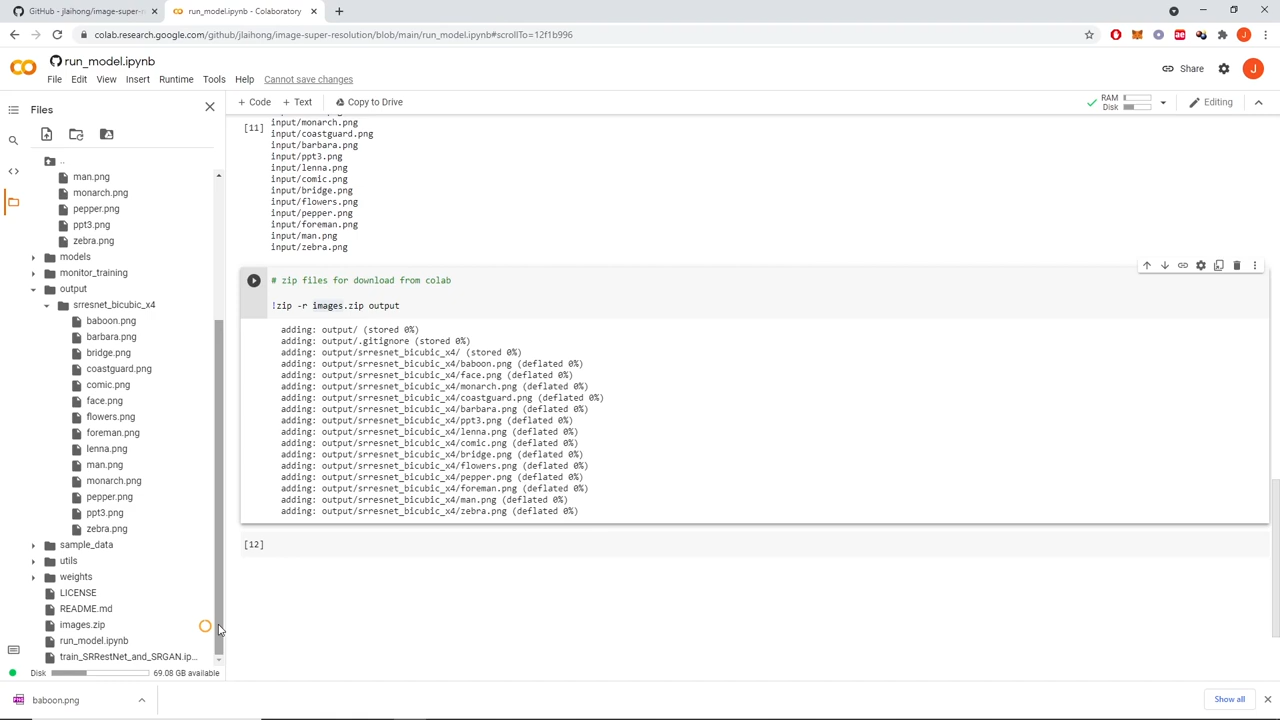 GitHub - jlaihong/image-super-r
run_model.ipynb - Colaboratory
colab.research.google.com/github/jlaihong/image-super-resolution/blob/main/run_model.ipynb#scrollTo=12f1b996
run_model.ipynb
File Edit View Insert Runtime Tools Help Cannot save changes
Share
J
Files
+ Code + Text Copy to Drive
RAM
Disk
Editing
..
man.png
monarch.png
pepper.png
ppt3.png
zebra.png
models
monitor_training
output
srresnet_bicubic_x4
baboon.png
barbara.png
bridge.png
coastguard.png
comic.png
face.png
flowers.png
foreman.png
lenna.png
man.png
monarch.png
pepper.png
ppt3.png
zebra.png
sample_data
utils
weights
LICENSE
README.md
images.zip
run_model.ipynb
train_SRRestNet_and_SRGAN.ip...
Disk 69.08 GB available
[11]
input/monarch.png
input/coastguard.png
input/barbara.png
input/ppt3.png
input/lenna.png
input/comic.png
input/bridge.png
input/flowers.png
input/pepper.png
input/foreman.png
input/man.png
input/zebra.png
# zip files for download from colab
!zip -r images.zip output
adding: output/ (stored 0%)
adding: output/.gitignore (stored 0%)
adding: output/srresnet_bicubic_x4/ (stored 0%)
adding: output/srresnet_bicubic_x4/baboon.png (deflated 0%)
adding: output/srresnet_bicubic_x4/face.png (deflated 0%)
adding: output/srresnet_bicubic_x4/monarch.png (deflated 0%)
adding: output/srresnet_bicubic_x4/coastguard.png (deflated 0%)
adding: output/srresnet_bicubic_x4/barbara.png (deflated 0%)
adding: output/srresnet_bicubic_x4/ppt3.png (deflated 0%)
adding: output/srresnet_bicubic_x4/lenna.png (deflated 0%)
adding: output/srresnet_bicubic_x4/comic.png (deflated 0%)
adding: output/srresnet_bicubic_x4/bridge.png (deflated 0%)
adding: output/srresnet_bicubic_x4/flowers.png (deflated 0%)
adding: output/srresnet_bicubic_x4/pepper.png (deflated 0%)
adding: output/srresnet_bicubic_x4/foreman.png (deflated 0%)
adding: output/srresnet_bicubic_x4/man.png (deflated 0%)
adding: output/srresnet_bicubic_x4/zebra.png (deflated 0%)
[12]
baboon.png
Show all